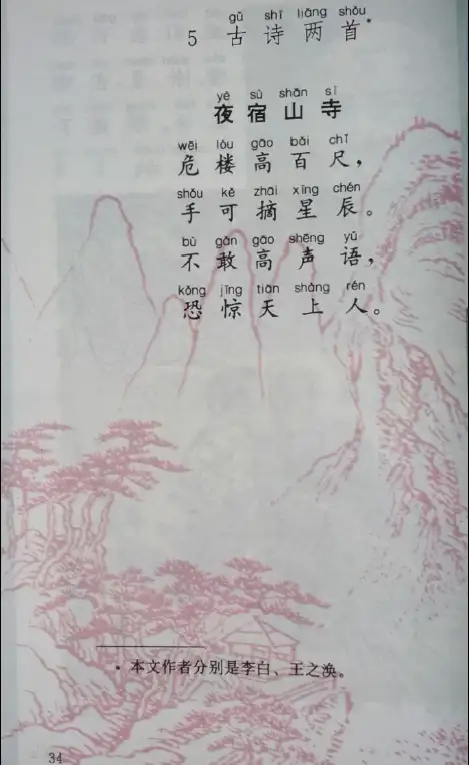 gǔ shī liǎng shǒu
5 古诗两首*
yè sù shān sì
夜宿山寺
wēi lóu gāo bǎi chǐ
危楼高百尺，
shǒu kě zhāi xīng chén
手可摘星辰。
bù gǎn gāo shēng yǔ
不敢高声语，
kǒng jīng tiān shàng rén
恐惊天上人。
* 本文作者分别是李白、王之涣。
34